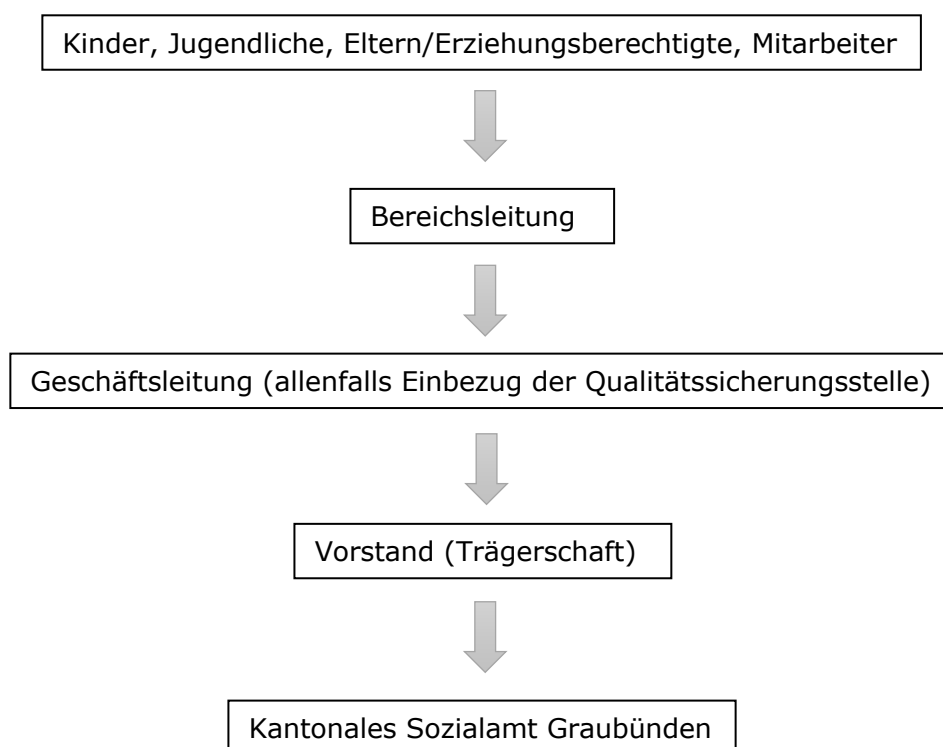 Kinder, Jugendliche, Eltern/Erziehungsberechtigte, Mitarbeiter
Bereichsleitung
Geschäftsleitung (allenfalls Einbezug der Qualitätssicherungsstelle)
Vorstand (Trägerschaft)
Kantonales Sozialamt Graubünden